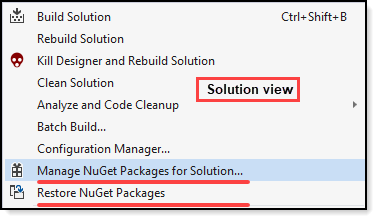 Build Solution Ctrl+Shift+B
Rebuild Solution
Kill Designer and Rebuild Solution
Clean Solution
Solution view
Analyze and Code Cleanup
Batch Build...
Configuration Manager...
Manage NuGet Packages for Solution...
Restore NuGet Packages